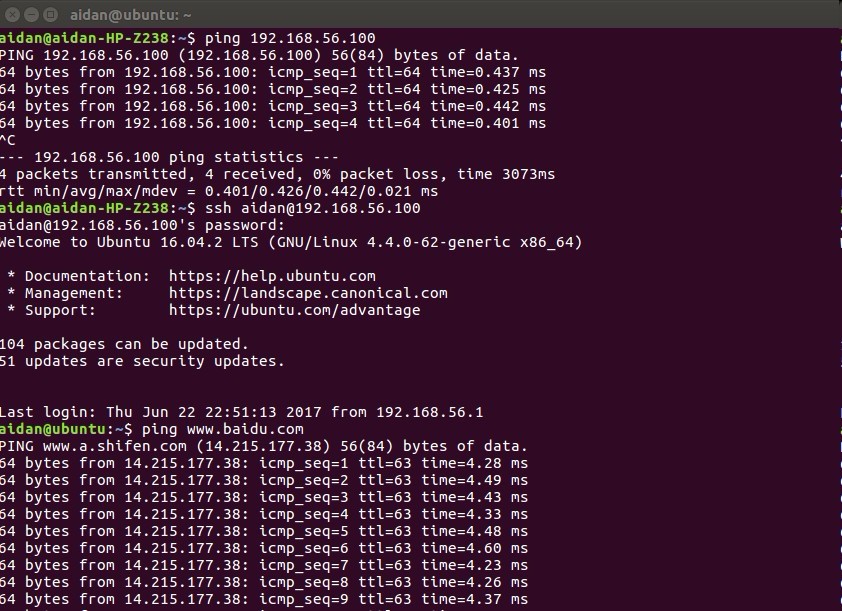 aidan@ubuntu: ~
aidan@aidan-HP-Z238:~$ ping 192.168.56.100
PING 192.168.56.100 (192.168.56.100) 56(84) bytes of data.
64 bytes from 192.168.56.100: icmp_seq=1 ttl=64 time=0.437 ms
64 bytes from 192.168.56.100: icmp_seq=2 ttl=64 time=0.425 ms
64 bytes from 192.168.56.100: icmp_seq=3 ttl=64 time=0.442 ms
64 bytes from 192.168.56.100: icmp_seq=4 ttl=64 time=0.401 ms
^C
--- 192.168.56.100 ping statistics ---
4 packets transmitted, 4 received, 0% packet loss, time 3073ms
rtt min/avg/max/mdev = 0.401/0.426/0.442/0.021 ms
aidan@aidan-HP-Z238:~$ ssh aidan@192.168.56.100
aidan@192.168.56.100's password:
Welcome to Ubuntu 16.04.2 LTS (GNU/Linux 4.4.0-62-generic x86_64)
* Documentation:  https://help.ubuntu.com
* Management:     https://landscape.canonical.com
* Support:        https://ubuntu.com/advantage
104 packages can be updated.
51 updates are security updates.
Last login: Thu Jun 22 22:51:13 2017 from 192.168.56.1
aidan@ubuntu:~$ ping www.baidu.com
PING www.a.shifen.com (14.215.177.38) 56(84) bytes of data.
64 bytes from 14.215.177.38: icmp_seq=1 ttl=63 time=4.28 ms
64 bytes from 14.215.177.38: icmp_seq=2 ttl=63 time=4.49 ms
64 bytes from 14.215.177.38: icmp_seq=3 ttl=63 time=4.43 ms
64 bytes from 14.215.177.38: icmp_seq=4 ttl=63 time=4.33 ms
64 bytes from 14.215.177.38: icmp_seq=5 ttl=63 time=4.48 ms
64 bytes from 14.215.177.38: icmp_seq=6 ttl=63 time=4.60 ms
64 bytes from 14.215.177.38: icmp_seq=7 ttl=63 time=4.23 ms
64 bytes from 14.215.177.38: icmp_seq=8 ttl=63 time=4.26 ms
64 bytes from 14.215.177.38: icmp_seq=9 ttl=63 time=4.37 ms